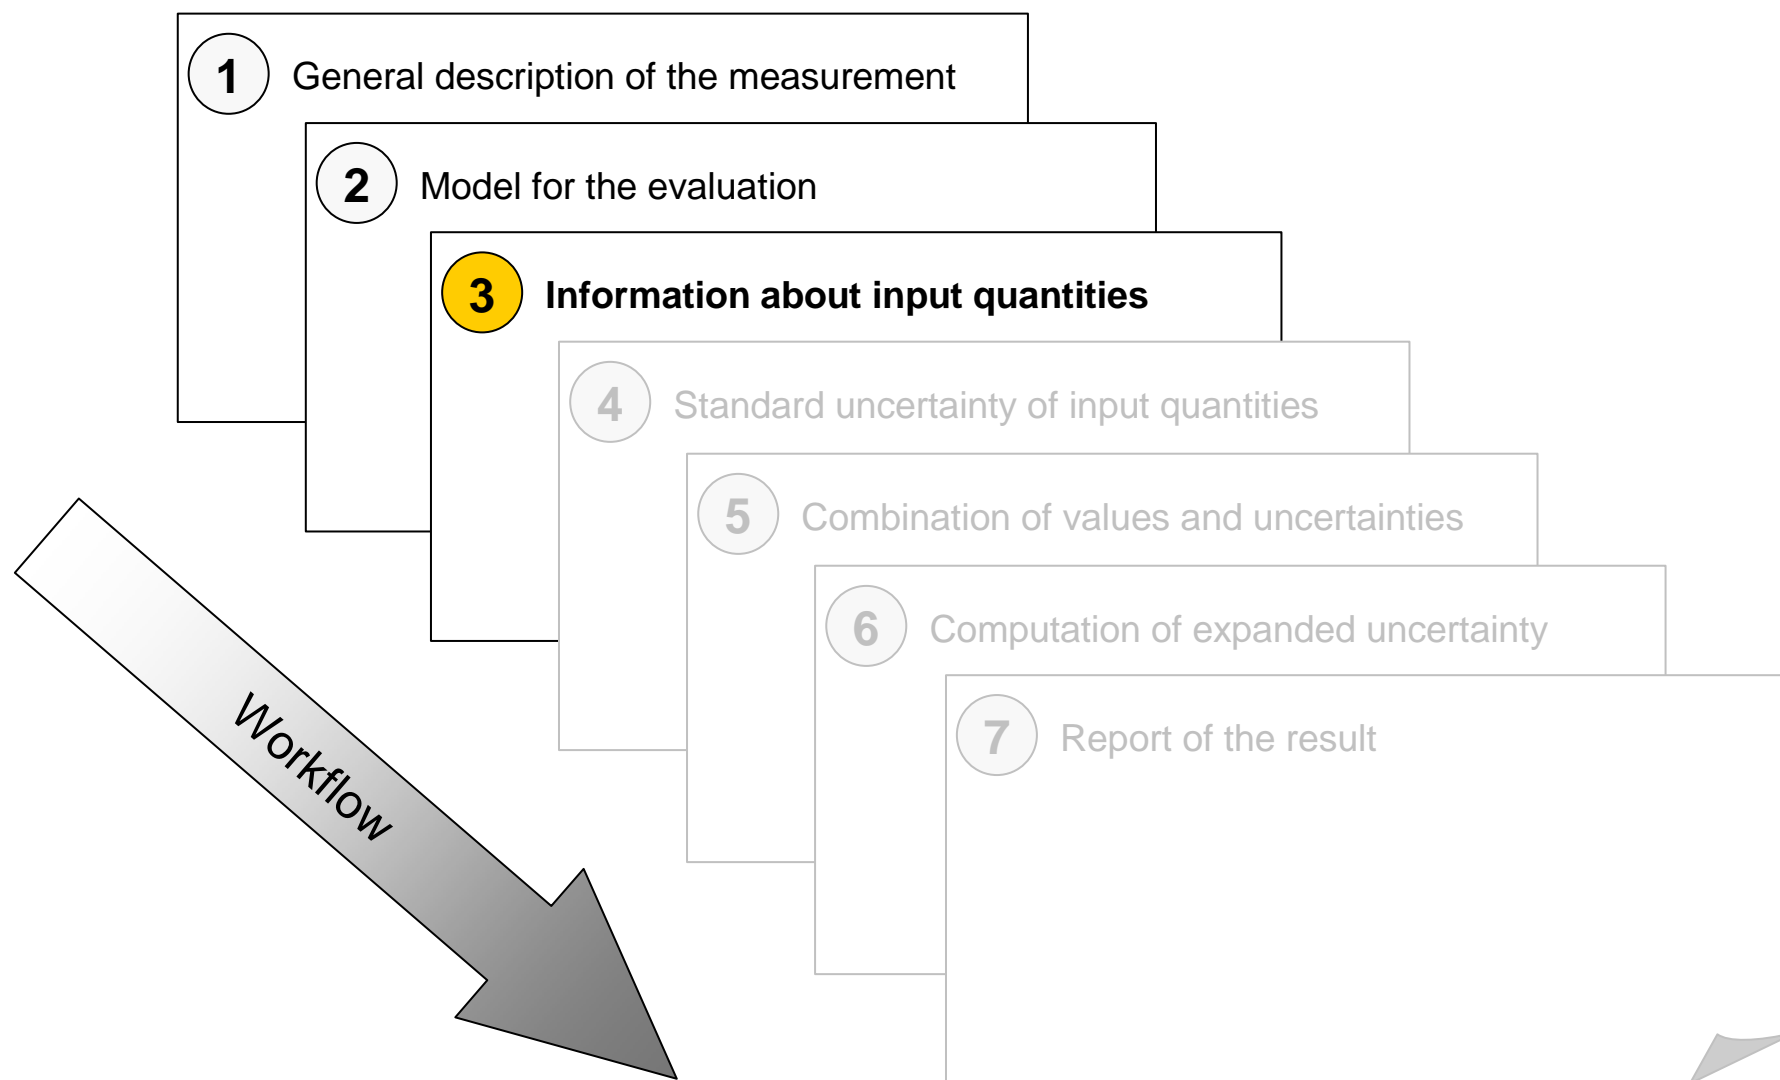 1 General description of the measurement
2 Model for the evaluation
3 Information about input quantities
4 Standard uncertainty of input quantities
5 Combination of values and uncertainties
6 Computation of expanded uncertainty
7 Report of the result
Workflow